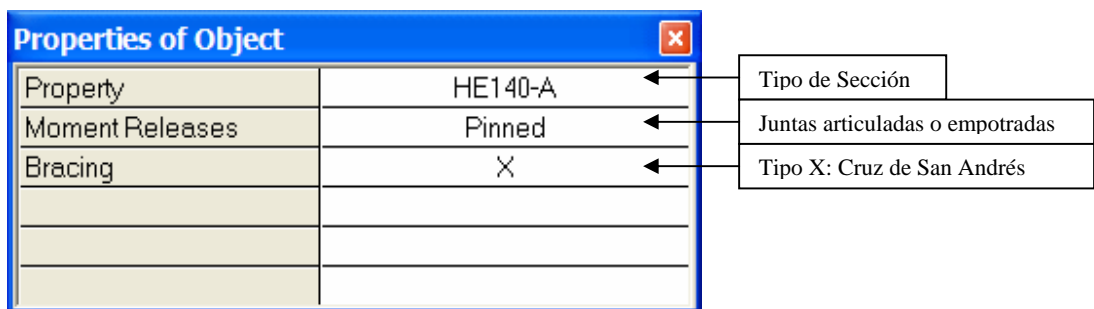 Properties of Object
Property HE140-A Tipo de Sección
Moment Releases Pinned Juntas articuladas o empotradas
Bracing X Tipo X: Cruz de San Andrés